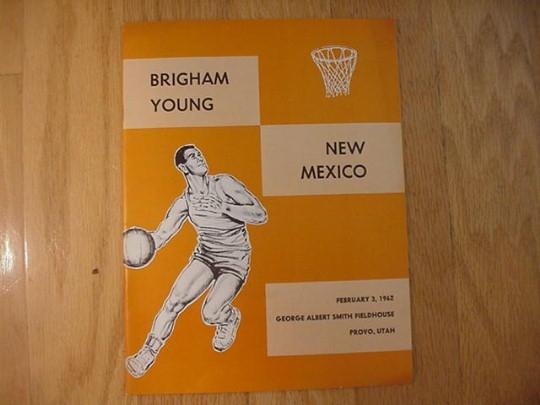 BRIGHAM
YOUNG
NEW
MEXICO
FEBRUARY 3, 1962
GEORGE ALBERT SMITH FIELDHOUSE
PROVO, UTAH